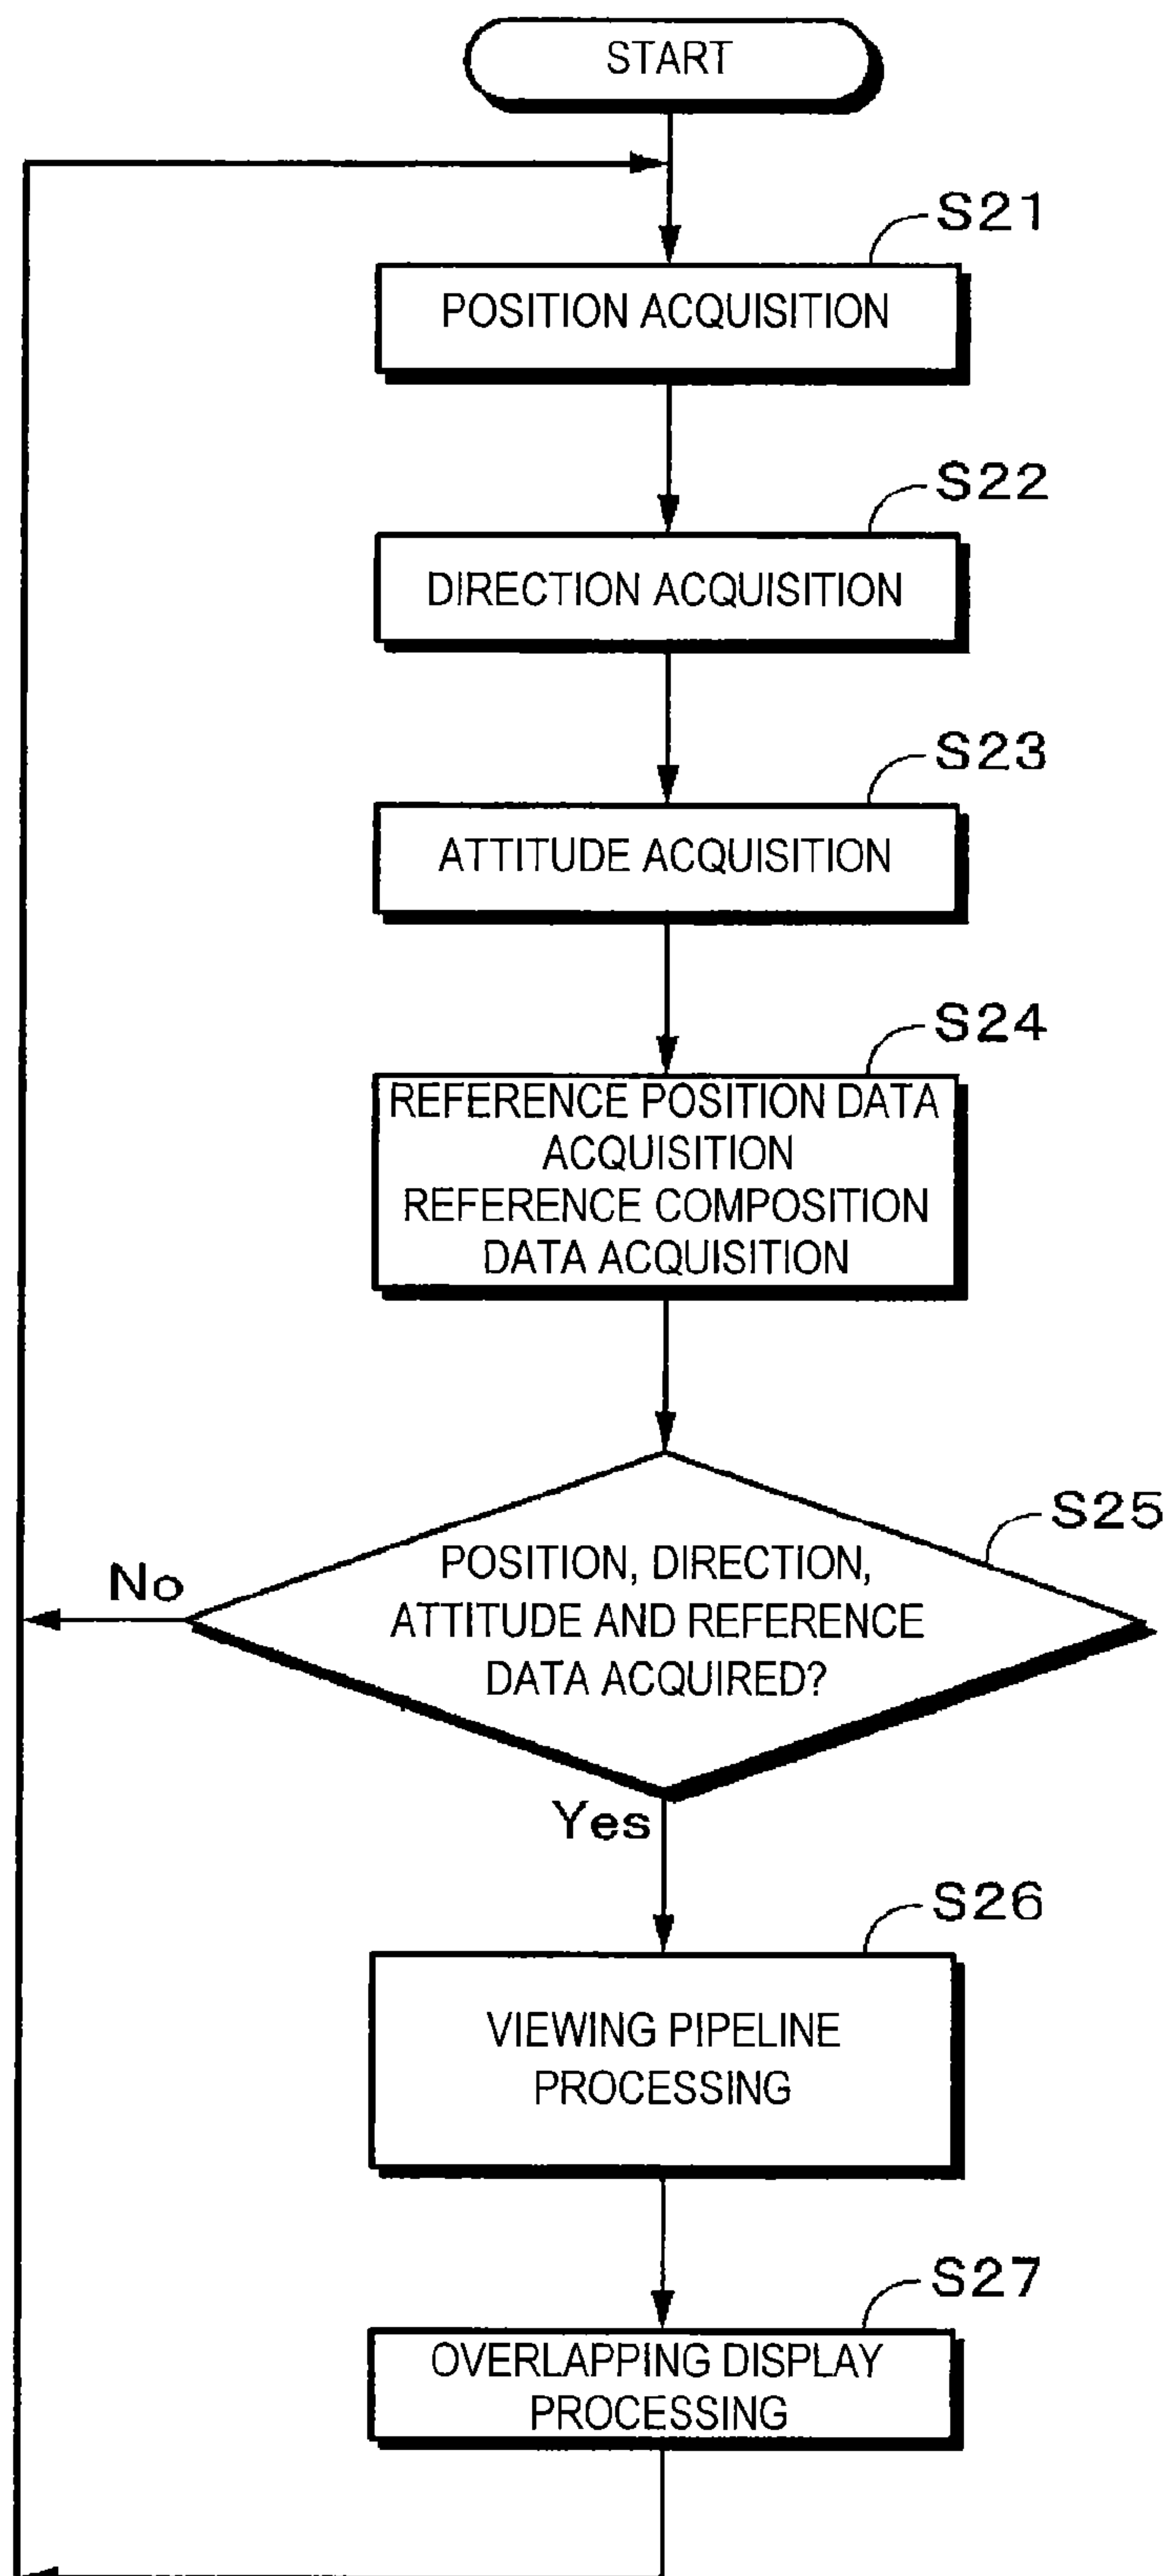 START
S21
POSITION ACQUISITION
S22
DIRECTION ACQUISITION
S23
ATTITUDE ACQUISITION
S24
REFERENCE POSITION DATA
ACQUISITION
REFERENCE COMPOSITION
DATA ACQUISITION
S25
No
POSITION, DIRECTION,
ATTITUDE AND REFERENCE
DATA ACQUIRED?
Yes
S26
VIEWING PIPELINE
PROCESSING
S27
OVERLAPPING DISPLAY
PROCESSING